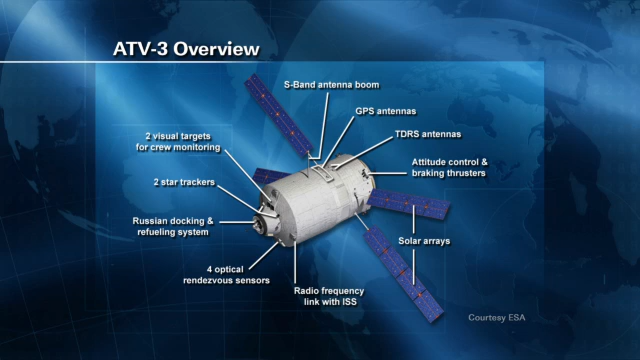 ATV-3 Overview
S-Band antenna boom
GPS antennas
TDRS antennas
2 visual targets
for crew monitoring
Attitude control &
braking thrusters
2 star trackers
Russian docking &
refueling system
Solar arrays
4 optical
rendezvous sensors
Radio frequency
link with ISS
Courtesy ESA